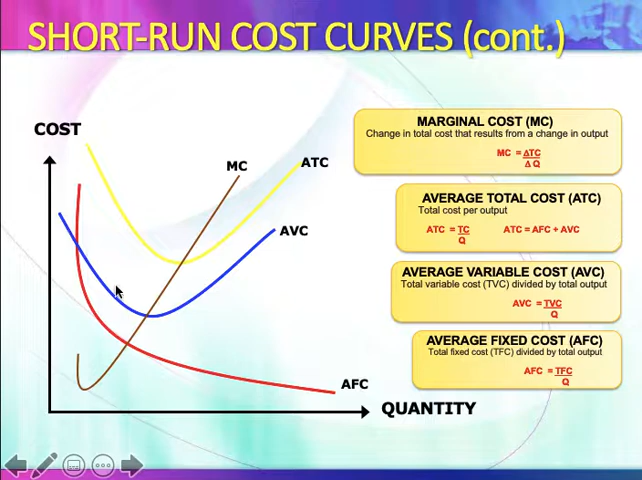 SHORT-RUN COST CURVES (cont.)
COST
MC
ATC
AVC
AFC
QUANTITY
MARGINAL COST (MC)
Change in total cost that results from a change in output
MC = ΔTC
Δ Q
AVERAGE TOTAL COST (ATC)
Total cost per output
ATC = TC ATC = AFC + AVC
Q
AVERAGE VARIABLE COST (AVC)
Total variable cost (TVC) divided by total output
AVC = TVC
Q
AVERAGE FIXED COST (AFC)
Total fixed cost (TFC) divided by total output
AFC = TFC
Q